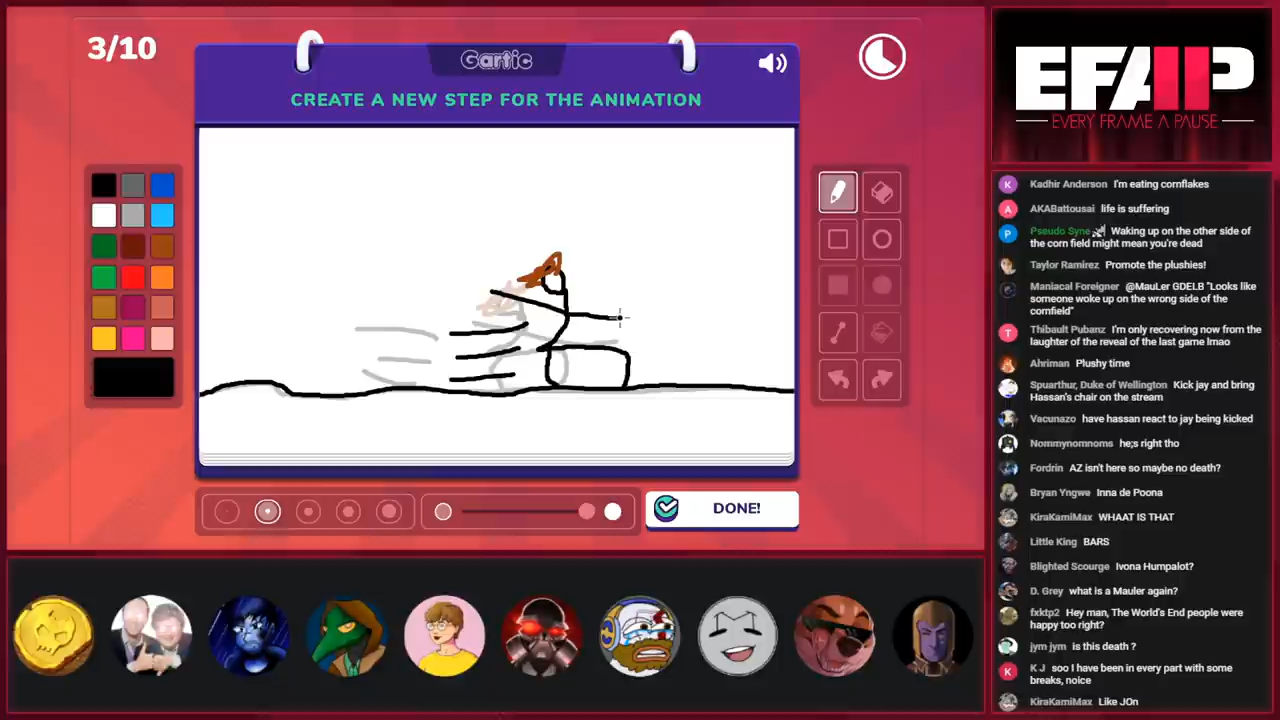 3/10
Gartic
CREATE A NEW STEP FOR THE ANIMATION
DONE!
EFAP
EVERY FRAME A PAUSE
K Kadhir Anderson I'm eating cornflakes
A AKABattousai life is suffering
P Pseudo Syne Waking up on the other side of
the corn field might mean you're dead
Taylor Ramirez Promote the plushies!
Maniacal Foreigner @MauLer GDELB "Looks like
someone woke up on the wrong side of the
cornfield"
T Thibault Pubanz I'm only recovering now from the
laughter of the reveal of the last game lmao
Ahriman Plushy time
Spuarthur, Duke of Wellington Kick jay and bring
Hassan's chair on the stream
Vacunazo have hassan react to jay being kicked
Nommynomnoms he;s right tho
Fordrin AZ isn't here so maybe no death?
Bryan Yngwe Inna de Poona
KiraKamiMax WHAAT IS THAT
Little King BARS
Blighted Scourge Ivona Humpalot?
D. Grey what is a Mauler again?
fxktp2 Hey man, The World's End people were
happy too right?
jym jym is this death ?
K K J soo I have been in every part with some
breaks, noice
KiraKamiMax Like JOn